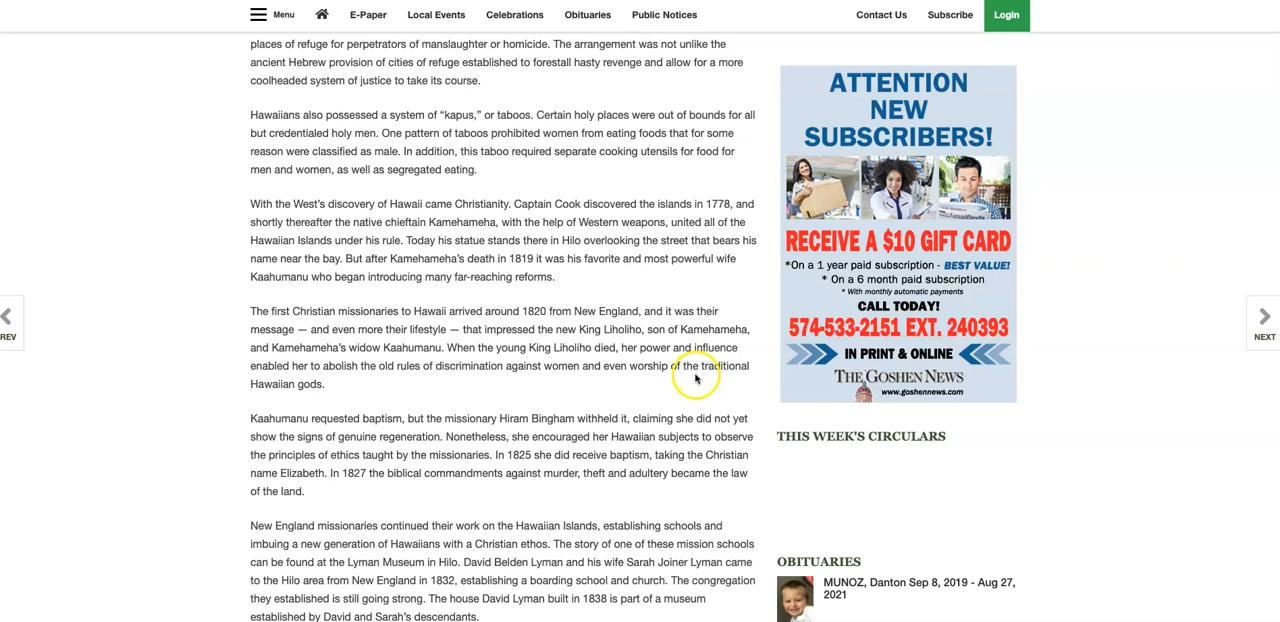 Menu
E-Paper
Local Events
Celebrations
Obituaries
Public Notices
Contact Us
Subscribe
Login
places of refuge for perpetrators of manslaughter or homicide. The arrangement was not unlike the
ancient Hebrew provision of cities of refuge established to forestall hasty revenge and allow for a more
coolheaded system of justice to take its course.
Hawaiians also possessed a system of “kapus,” or taboos. Certain holy places were out of bounds for all
but credentialed holy men. One pattern of taboos prohibited women from eating foods that for some
reason were classified as male. In addition, this taboo required separate cooking utensils for food for
men and women, as well as segregated eating.
With the West’s discovery of Hawaii came Christianity. Captain Cook discovered the islands in 1778, and
shortly thereafter the native chieftain Kamehameha, with the help of Western weapons, united all of the
Hawaiian Islands under his rule. Today his statue stands there in Hilo overlooking the street that bears his
name near the bay. But after Kamehameha’s death in 1819 it was his favorite and most powerful wife
Kaahumanu who began introducing many far-reaching reforms.
The first Christian missionaries to Hawaii arrived around 1820 from New England, and it was their
message — and even more their lifestyle — that impressed the new King Liholiho, son of Kamehameha,
and Kamehameha’s widow Kaahumanu. When the young King Liholiho died, her power and influence
enabled her to abolish the old rules of discrimination against women and even worship of the traditional
Hawaiian gods.
Kaahumanu requested baptism, but the missionary Hiram Bingham withheld it, claiming she did not yet
show the signs of genuine regeneration. Nonetheless, she encouraged her Hawaiian subjects to observe
the principles of ethics taught by the missionaries. In 1825 she did receive baptism, taking the Christian
name Elizabeth. In 1827 the biblical commandments against murder, theft and adultery became the law
of the land.
New England missionaries continued their work on the Hawaiian Islands, establishing schools and
imbuing a new generation of Hawaiians with a Christian ethos. The story of one of these mission schools
can be found at the Lyman Museum in Hilo. David Belden Lyman and his wife Sarah Joiner Lyman came
to the Hilo area from New England in 1832, establishing a boarding school and church. The congregation
they established is still going strong. The house David Lyman built in 1838 is part of a museum
established by David and Sarah’s descendants.
REV
NEXT
ATTENTION
NEW
SUBSCRIBERS!
classifieds
RECEIVE A $10 GIFT CARD
*On a 1 year paid subscription - BEST VALUE!
* On a 6 month paid subscription
* With monthly automatic payments
CALL TODAY!
574-533-2151 EXT. 240393
IN PRINT & ONLINE
THE GOSHEN NEWS
www.goshennews.com
THIS WEEK'S CIRCULARS
OBITUARIES
MUNOZ, Danton Sep 8, 2019 - Aug 27,
2021